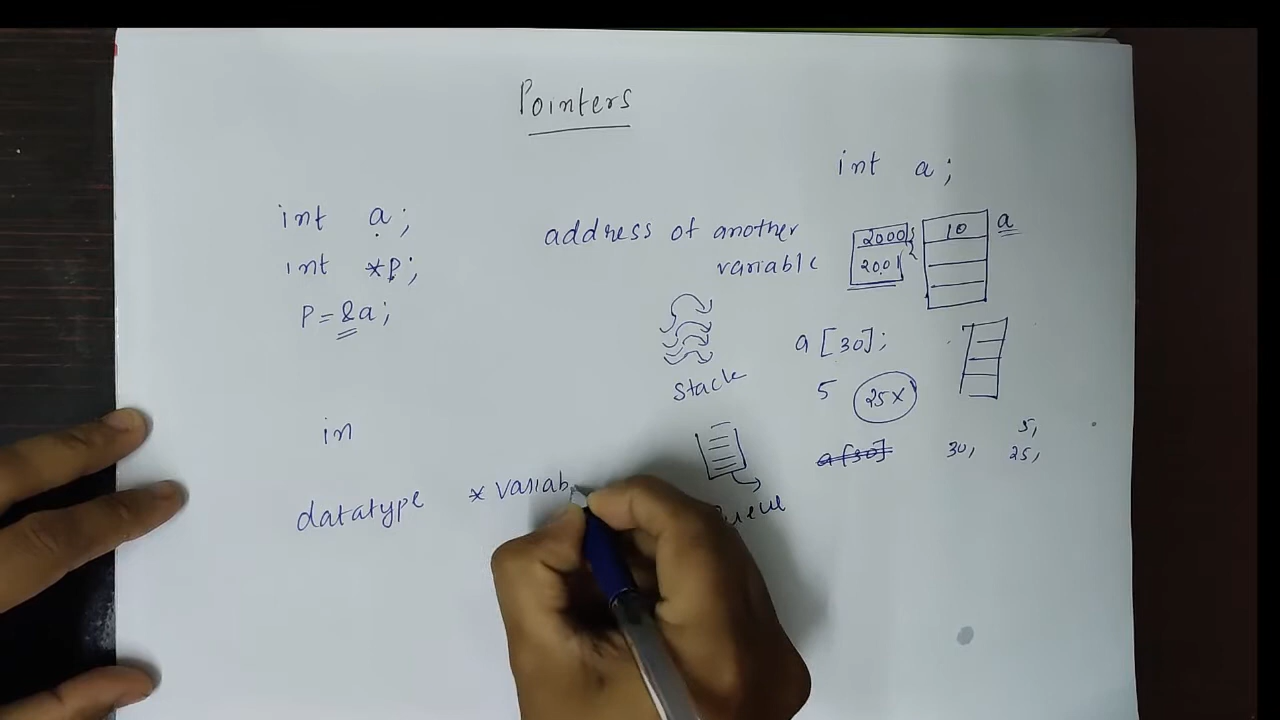 Pointers
int a;
int a;
int *p;
P=&a;
address of another
variable
2000
2001
10
a
stack
a [30];
5
25x
5,
a[30]
30, 25,
in
datatype * variab